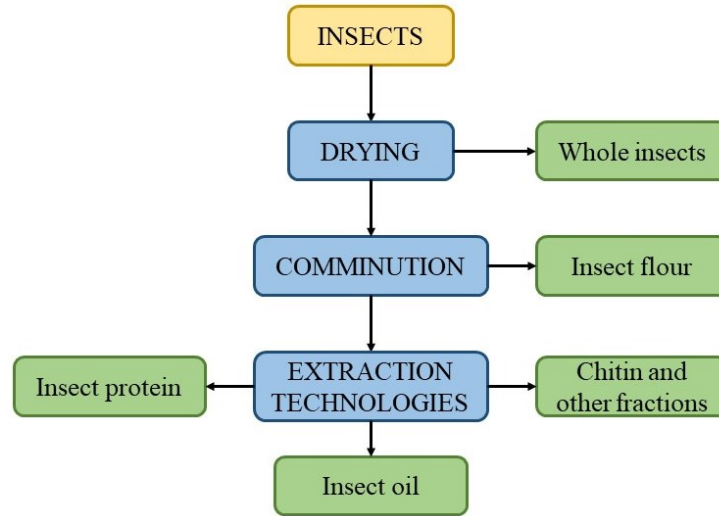 INSECTS
DRYING
Whole insects
COMMINUTION
Insect flour
Insect protein
EXTRACTION
TECHNOLOGIES
Chitin and
other fractions
Insect oil